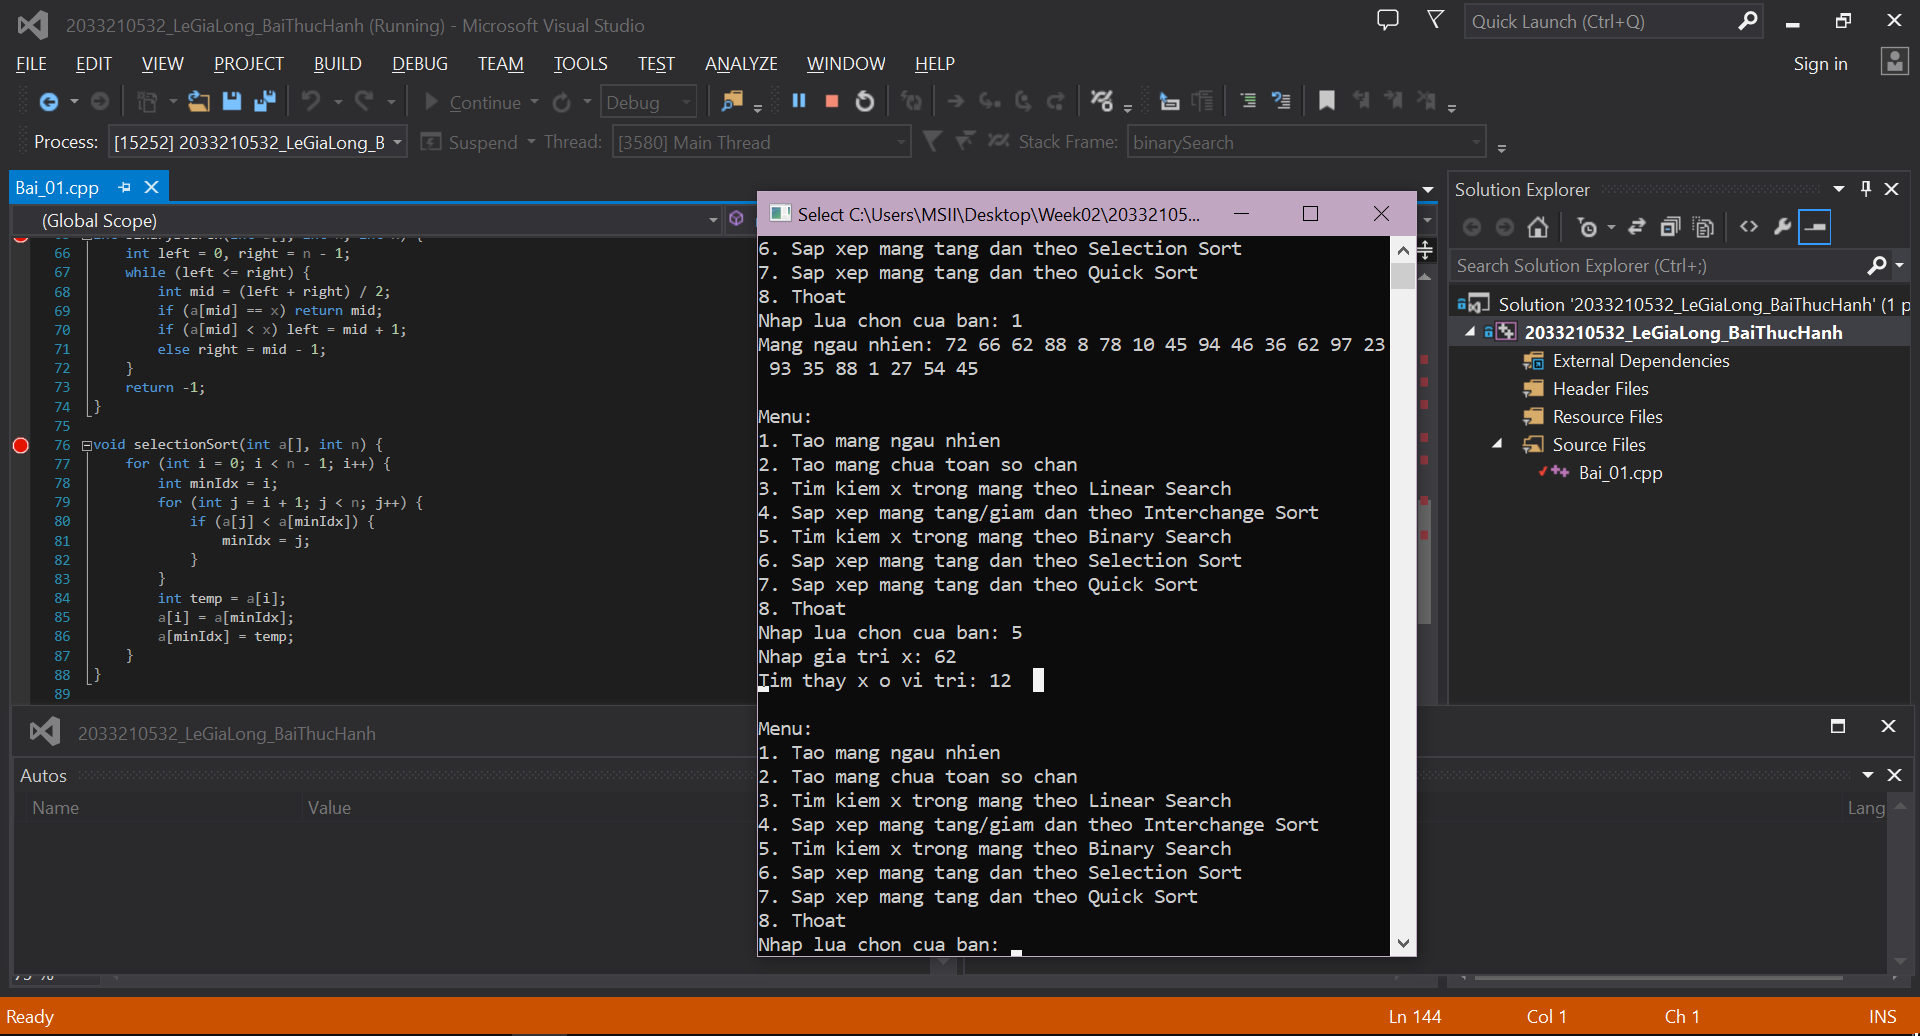 2033210532_LeGiaLong_BaiThucHanh (Running) - Microsoft Visual Studio
Quick Launch (Ctrl+Q)
FILE EDIT VIEW PROJECT BUILD DEBUG TEAM TOOLS TEST ANALYZE WINDOW HELP
Sign in
Continue Debug
Process: [15252] 2033210532_LeGiaLong_B Suspend Thread: [3580] Main Thread Stack Frame: binarySearch
Bai_01.cpp
(Global Scope)
66 int left = 0, right = n - 1;
67 while (left <= right) {
68 int mid = (left + right) / 2;
69 if (a[mid] == x) return mid;
70 if (a[mid] < x) left = mid + 1;
71 else right = mid - 1;
72 }
73 return -1;
74 }
75
76 void selectionSort(int a[], int n) {
77 for (int i = 0; i < n - 1; i++) {
78 int minIdx = i;
79 for (int j = i + 1; j < n; j++) {
80 if (a[j] < a[minIdx]) {
81 minIdx = j;
82 }
83 }
84 int temp = a[i];
85 a[i] = a[minIdx];
86 a[minIdx] = temp;
87 }
88 }
89
Select C:\Users\MSII\Desktop\Week02\20332105...
6. Sap xep mang tang dan theo Selection Sort
7. Sap xep mang tang dan theo Quick Sort
8. Thoat
Nhap lua chon cua ban: 1
Mang ngau nhien: 72 66 62 88 8 78 10 45 94 46 36 62 97 23
93 35 88 1 27 54 45
Menu:
1. Tao mang ngau nhien
2. Tao mang chua toan so chan
3. Tim kiem x trong mang theo Linear Search
4. Sap xep mang tang/giam dan theo Interchange Sort
5. Tim kiem x trong mang theo Binary Search
6. Sap xep mang tang dan theo Selection Sort
7. Sap xep mang tang dan theo Quick Sort
8. Thoat
Nhap lua chon cua ban: 5
Nhap gia tri x: 62
Tim thay x o vi tri: 12
Menu:
1. Tao mang ngau nhien
2. Tao mang chua toan so chan
3. Tim kiem x trong mang theo Linear Search
4. Sap xep mang tang/giam dan theo Interchange Sort
5. Tim kiem x trong mang theo Binary Search
6. Sap xep mang tang dan theo Selection Sort
7. Sap xep mang tang dan theo Quick Sort
8. Thoat
Nhap lua chon cua ban:
Solution Explorer
Search Solution Explorer (Ctrl+;)
Solution '2033210532_LeGiaLong_BaiThucHanh' (1 p
2033210532_LeGiaLong_BaiThucHanh
External Dependencies
Header Files
Resource Files
Source Files
Bai_01.cpp
2033210532_LeGiaLong_BaiThucHanh
Autos
Name Value Lang
Ready Ln 144 Col 1 Ch 1 INS